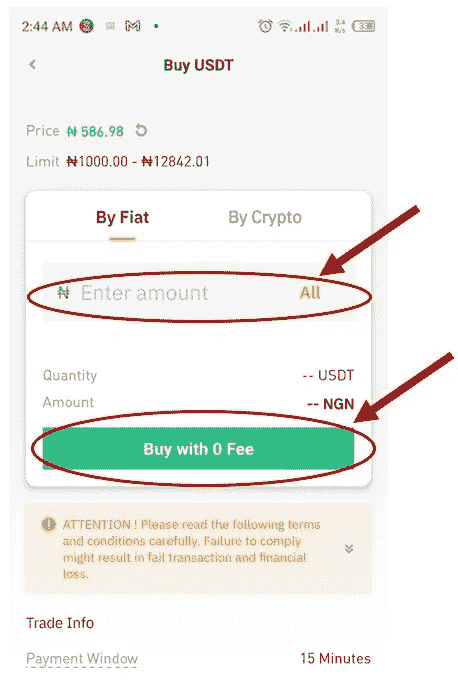 2:44 AM 3.4 K/s 33
Buy USDT
Price ₦ 586.98
Limit ₦1000.00 - ₦12842.01
By Fiat By Crypto
₦ Enter amount All
Quantity -- USDT
Amount -- NGN
Buy with 0 Fee
ATTENTION ! Please read the following terms
and conditions carefully. Failure to comply
might result in fail transaction and financial
loss.
Trade Info
Payment Window 15 Minutes